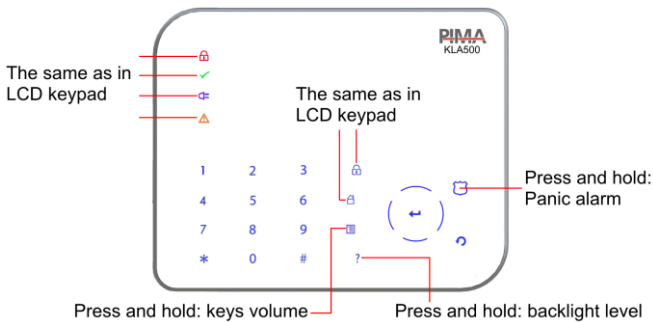 PIMA
KLA500
The same as in
LCD keypad
The same as in
LCD keypad
1 2 3
4 5 6
7 8 9
* 0 # ?
Press and hold:
Panic alarm
Press and hold: keys volume
Press and hold: backlight level